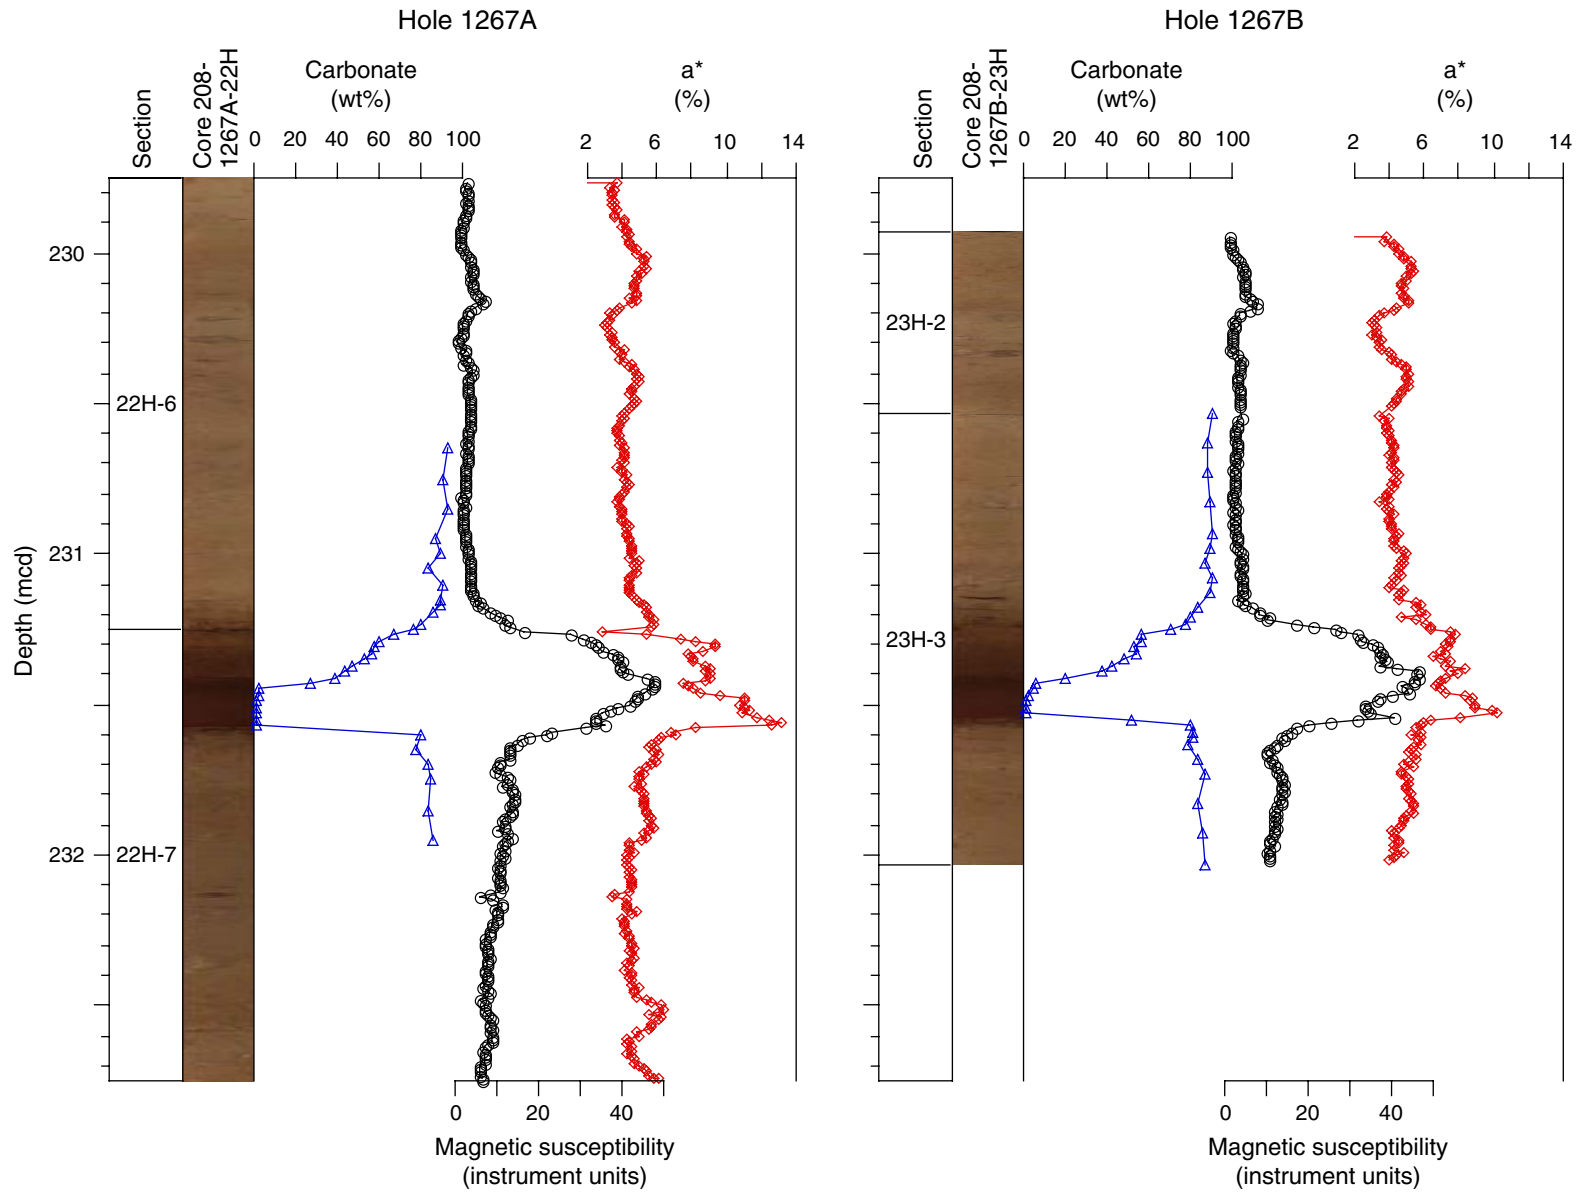 Hole 1267A
Hole 1267B
Section
Core 208-
1267A-22H
Carbonate
(wt%)
a*
(%)
Section
Core 208-
1267B-23H
Carbonate
(wt%)
a*
(%)
0 20 40 60 80 100
2 6 10 14
0 20 40 60 80 100
2 6 10 14
230
231
232
Depth (mcd)
22H-6
22H-7
23H-2
23H-3
0 20 40
Magnetic susceptibility
(instrument units)
0 20 40
Magnetic susceptibility
(instrument units)